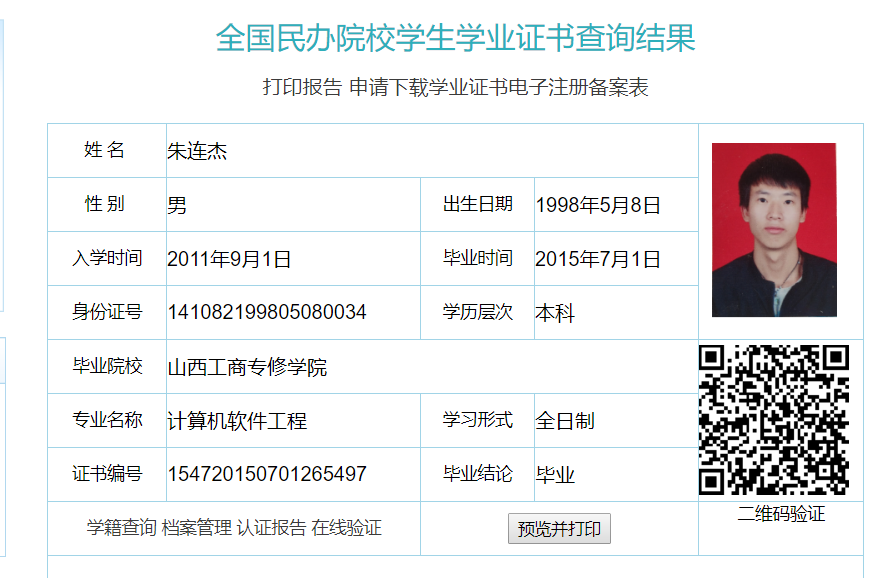 全国民办院校学生学业证书查询结果
打印报告 申请下载学业证书电子注册备案表
姓 名 朱连杰
性 别 男 出生日期 1998年5月8日
入学时间 2011年9月1日 毕业时间 2015年7月1日
身份证号 141082199805080034 学历层次 本科
毕业院校 山西工商专修学院
专业名称 计算机软件工程 学习形式 全日制
证书编号 154720150701265497 毕业结论 毕业
学籍查询 档案管理 认证报告 在线验证 预览并打印 二维码验证